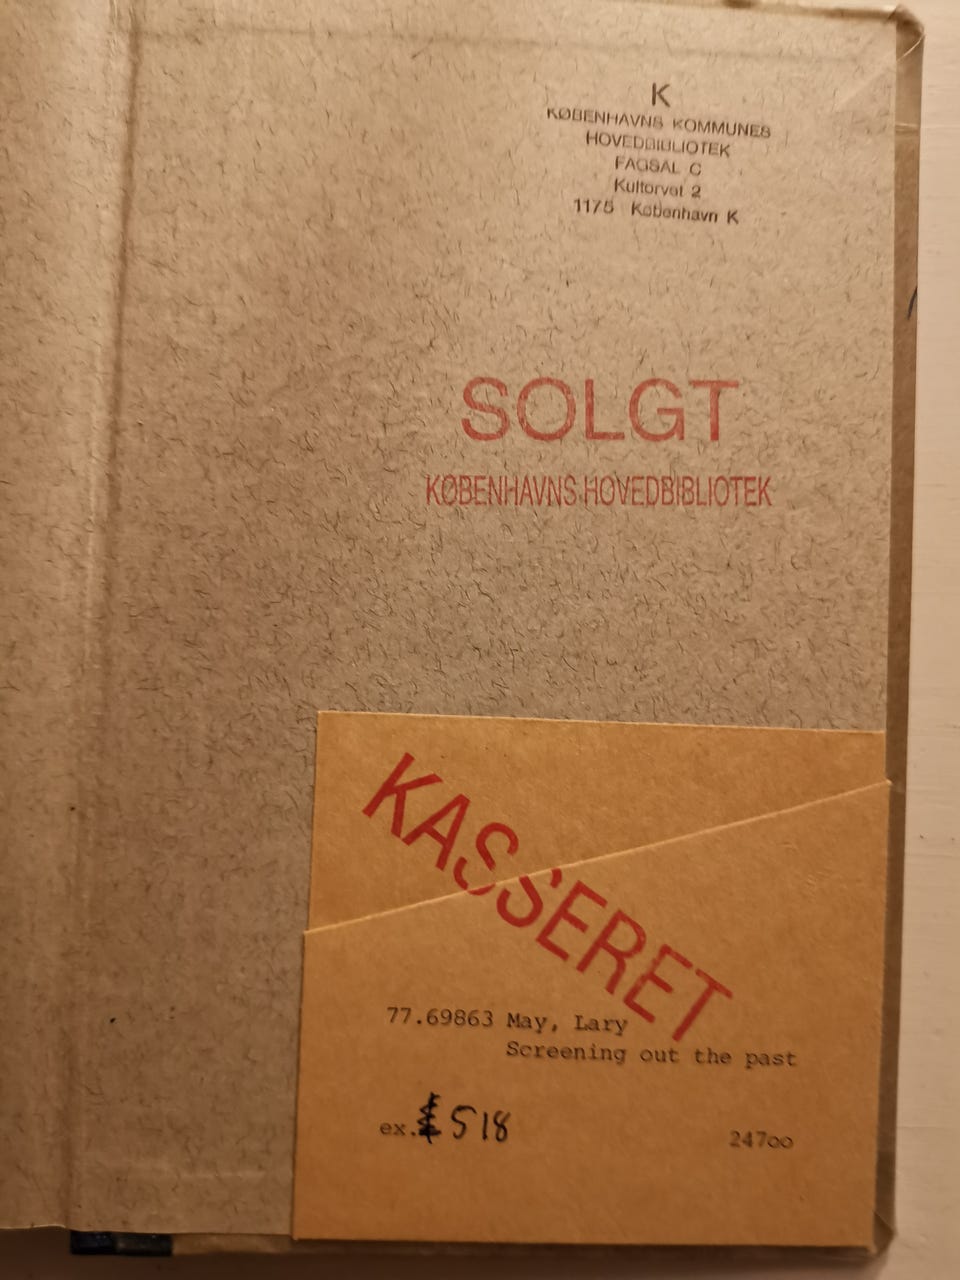 K
KØBENHAVNS KOMMUNES
HOVEDBIBLIOTEK
FAGSAL C
Kultorvet 2
1175 København K
SOLGT
KØBENHAVNS HOVEDBIBLIOTEK
KASSERET
77.69863 May, Lary
Screening out the past
ex. 518
24700